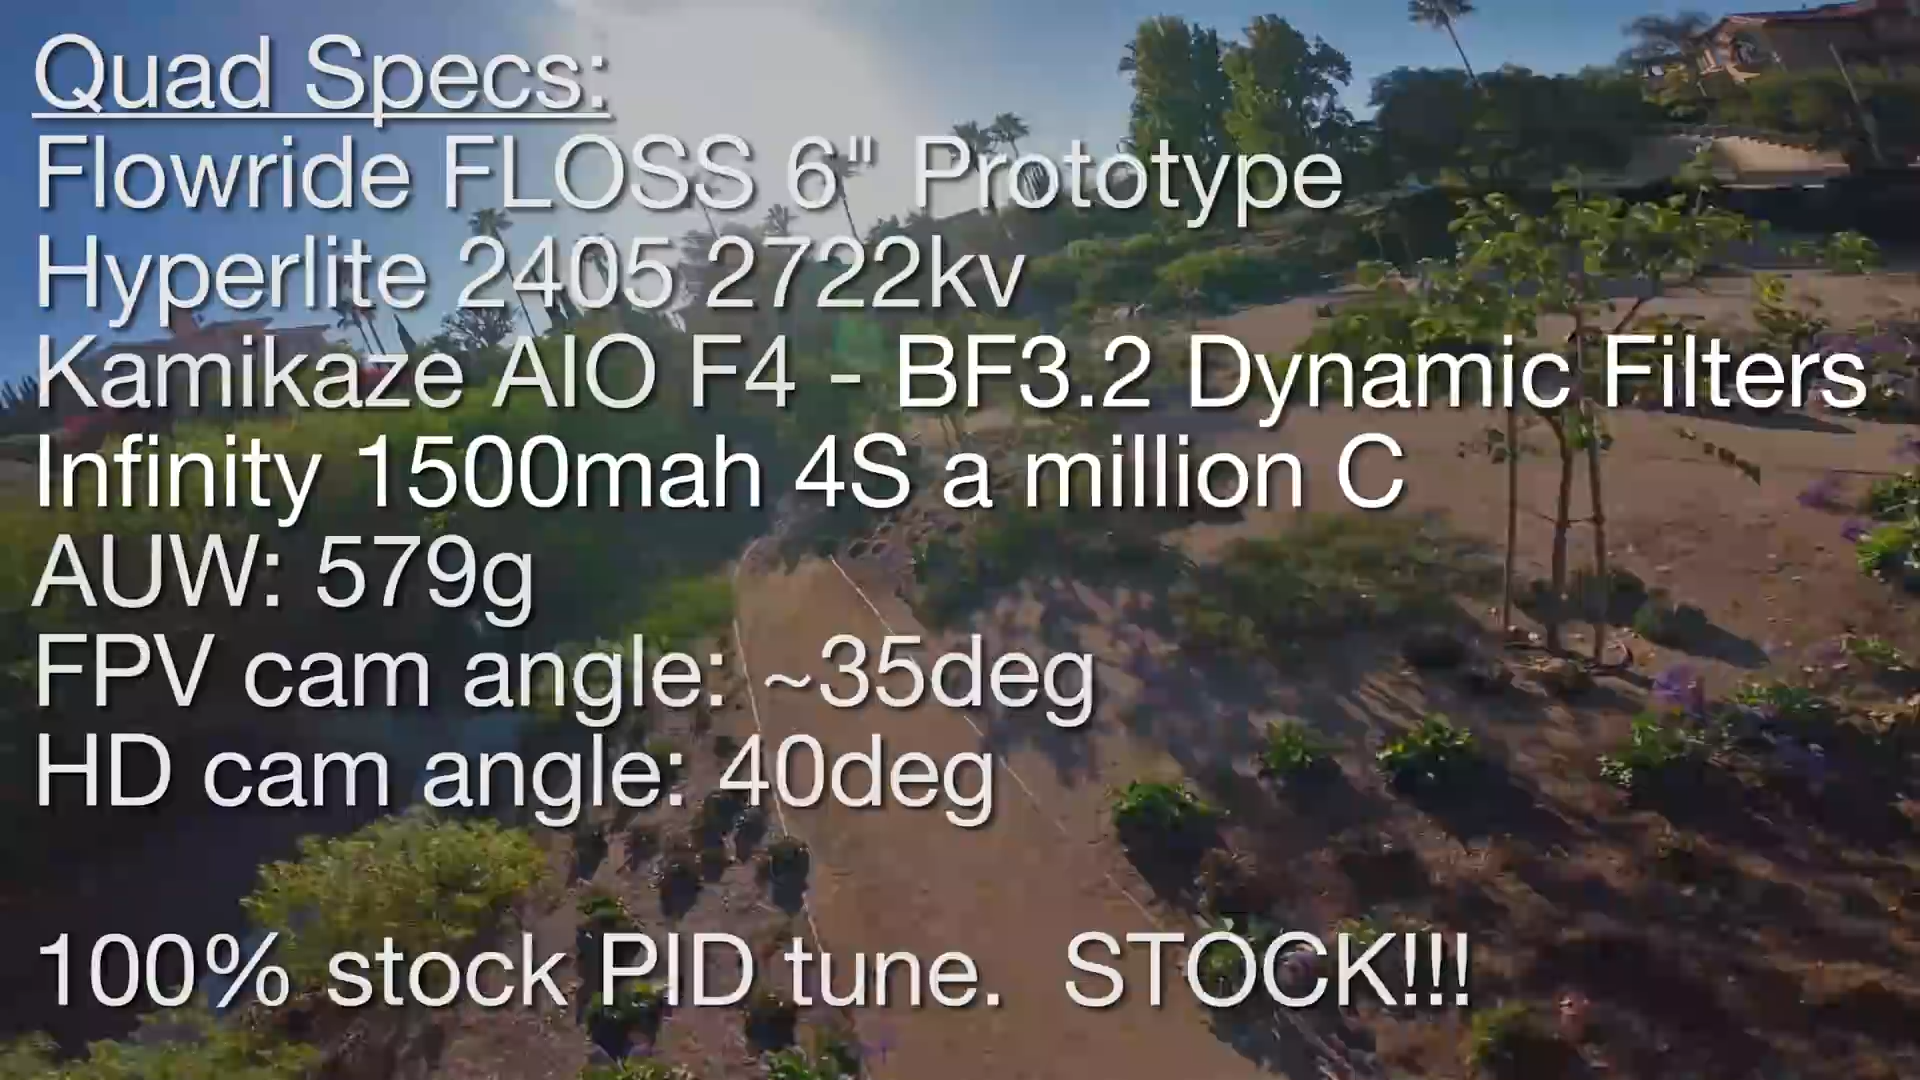 Quad Specs:
Flowride FLOSS 6" Prototype
Hyperlite 2405 2722kv
Kamikaze AIO F4 - BF3.2 Dynamic Filters
Infinity 1500mah 4S a million C
AUW: 579g
FPV cam angle: ~35deg
HD cam angle: 40deg
100% stock PID tune.  STOCK!!!